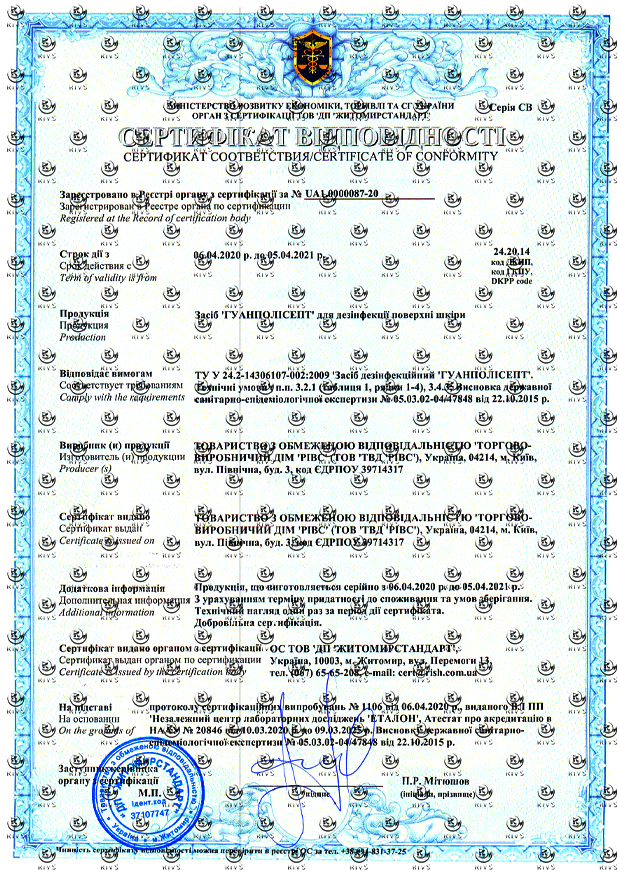 МІНІСТЕРСТВО РОЗВИТКУ ЕКОНОМІКИ, ТОРГІВЛІ ТА СГ УКРАЇНИ
ОРГАН З СЕРТИФІКАЦІЇ ТОВ 'ДП 'ЖИТОМИРСТАНДАРТ'
Серія СВ
СЕРТИФІКАТ ВІДПОВІДНОСТІ
СЕРТИФИКАТ СООТВЕТСТВИЯ/CERTIFICATE OF CONFORMITY
Зареєстровано в Реєстрі органу з сертифікації за № UA1.0000087-20
Зарегистрирован в Реестре органа по сертификации
Registered at the Record of certification body
Строк дії з
Срок действия с
Term of validity is from
06.04.2020 р. до 05.04.2021 р.
24.20.14
код ДКПП,
код ГКПУ,
DKPP code
Продукція
Продукция
Production
Засіб 'ГУАНПОЛІСЕПТ' для дезінфекції поверхні шкіри
Відповідає вимогам
Соответствует требованиям
Comply with the requirements
ТУ У 24.2-14306107-002:2009 'Засіб дезінфекційний 'ГУАНПОЛІСЕПТ'.
Технічні умови' п.п. 3.2.1 (таблиця 1, рядки 1-4), 3.4.3; Висновка державної
санітарно-епідеміологічної експертизи № 05.03.02-04/47848 від 22.10.2015 р.
Виробник (и) продукції
Изготовитель (и) продукции
Producer (s)
ТОВАРИСТВО З ОБМЕЖЕНОЮ ВІДПОВІДАЛЬНІСТЮ 'ТОРГОВО-
ВИРОБНИЧИЙ ДІМ 'РІВС' (ТОВ 'ТВД 'РІВС'), Україна, 04214, м. Київ,
вул. Північна, буд. 3, код ЄДРПОУ 39714317
Сертифікат видано
Сертификат выдан
Certificate is issued on
ТОВАРИСТВО З ОБМЕЖЕНОЮ ВІДПОВІДАЛЬНІСТЮ 'ТОРГОВО-
ВИРОБНИЧИЙ ДІМ 'РІВС' (ТОВ 'ТВД 'РІВС'), Україна, 04214, м. Київ,
вул. Північна, буд. 3, код ЄДРПОУ 39714317
Додаткова інформація
Дополнительная информация
Additional information
Продукція, що виготовляється серійно з 06.04.2020 р. до 05.04.2021 р.
З урахуванням терміну придатності до споживання та умов зберігання.
Технічний нагляд один раз за період дії сертифіката.
Добровільна сертифікація.
Сертифікат видано органом з сертифікації
Сертификат выдан органом по сертификации
Certificate is issued by the certification body
ОС ТОВ 'ДП 'ЖИТОМИРСТАНДАРТ',
Україна, 10003, м. Житомир, вул. Перемоги 13,
тел. (067) 65-65-208, e-mail: cert@rish.com.ua
На підставі
На основании
On the grounds of
протоколу сертифікаційних випробувань № 1106 від 06.04.2020 р., виданого ВЛ ПП
'Незалежний центр лабораторних досліджень 'ЕТАЛОН', Атестат про акредитацію в
НААУ № 20846 від 10.03.2020 р. до 09.03.2025 р. Висновок державної санітарно-
епідеміологічної експертизи № 05.03.02-04/47848 від 22.10.2015 р.
Заступник керівника
органу з сертифікації
М.П.
підпис
П.Р. Мітюшов
(ініціали, прізвище)
Товариство з обмеженою відповідальністю
"ДП "ЖИТОМИРСТАНДАРТ"
Ідент.код
37107747
Україна * м.Житомир
Чинність сертифікату відповідності можна перевірити в реєстрі ОС за тел.
KIVS